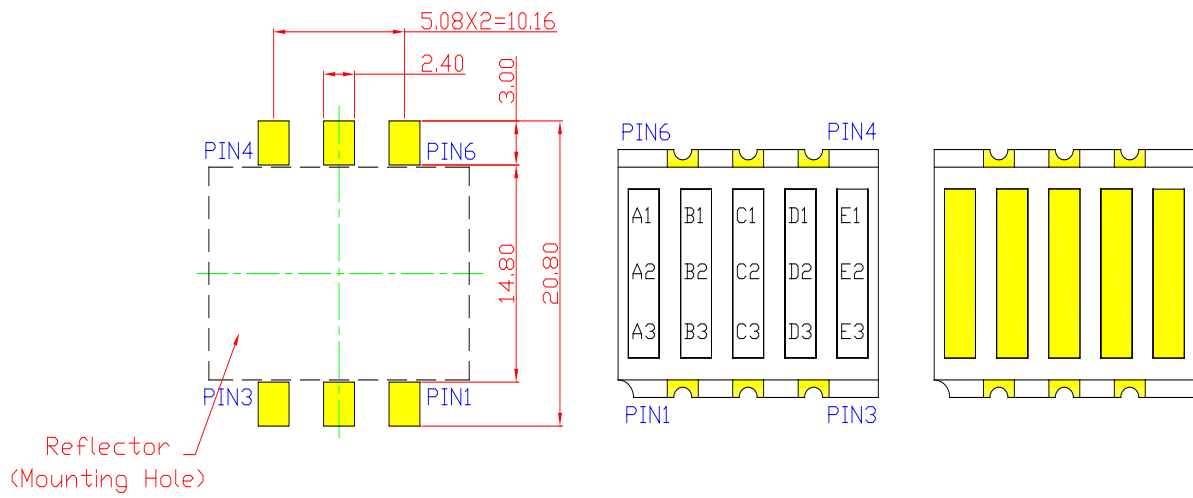 5.08X2=10.16
2.40
3.00
PIN4
PIN6
14.80
20.80
PIN3
PIN1
Reflector
(Mounting Hole)
PIN6
PIN4
A1 B1 C1 D1 E1
A2 B2 C2 D2 E2
A3 B3 C3 D3 E3
PIN1
PIN3